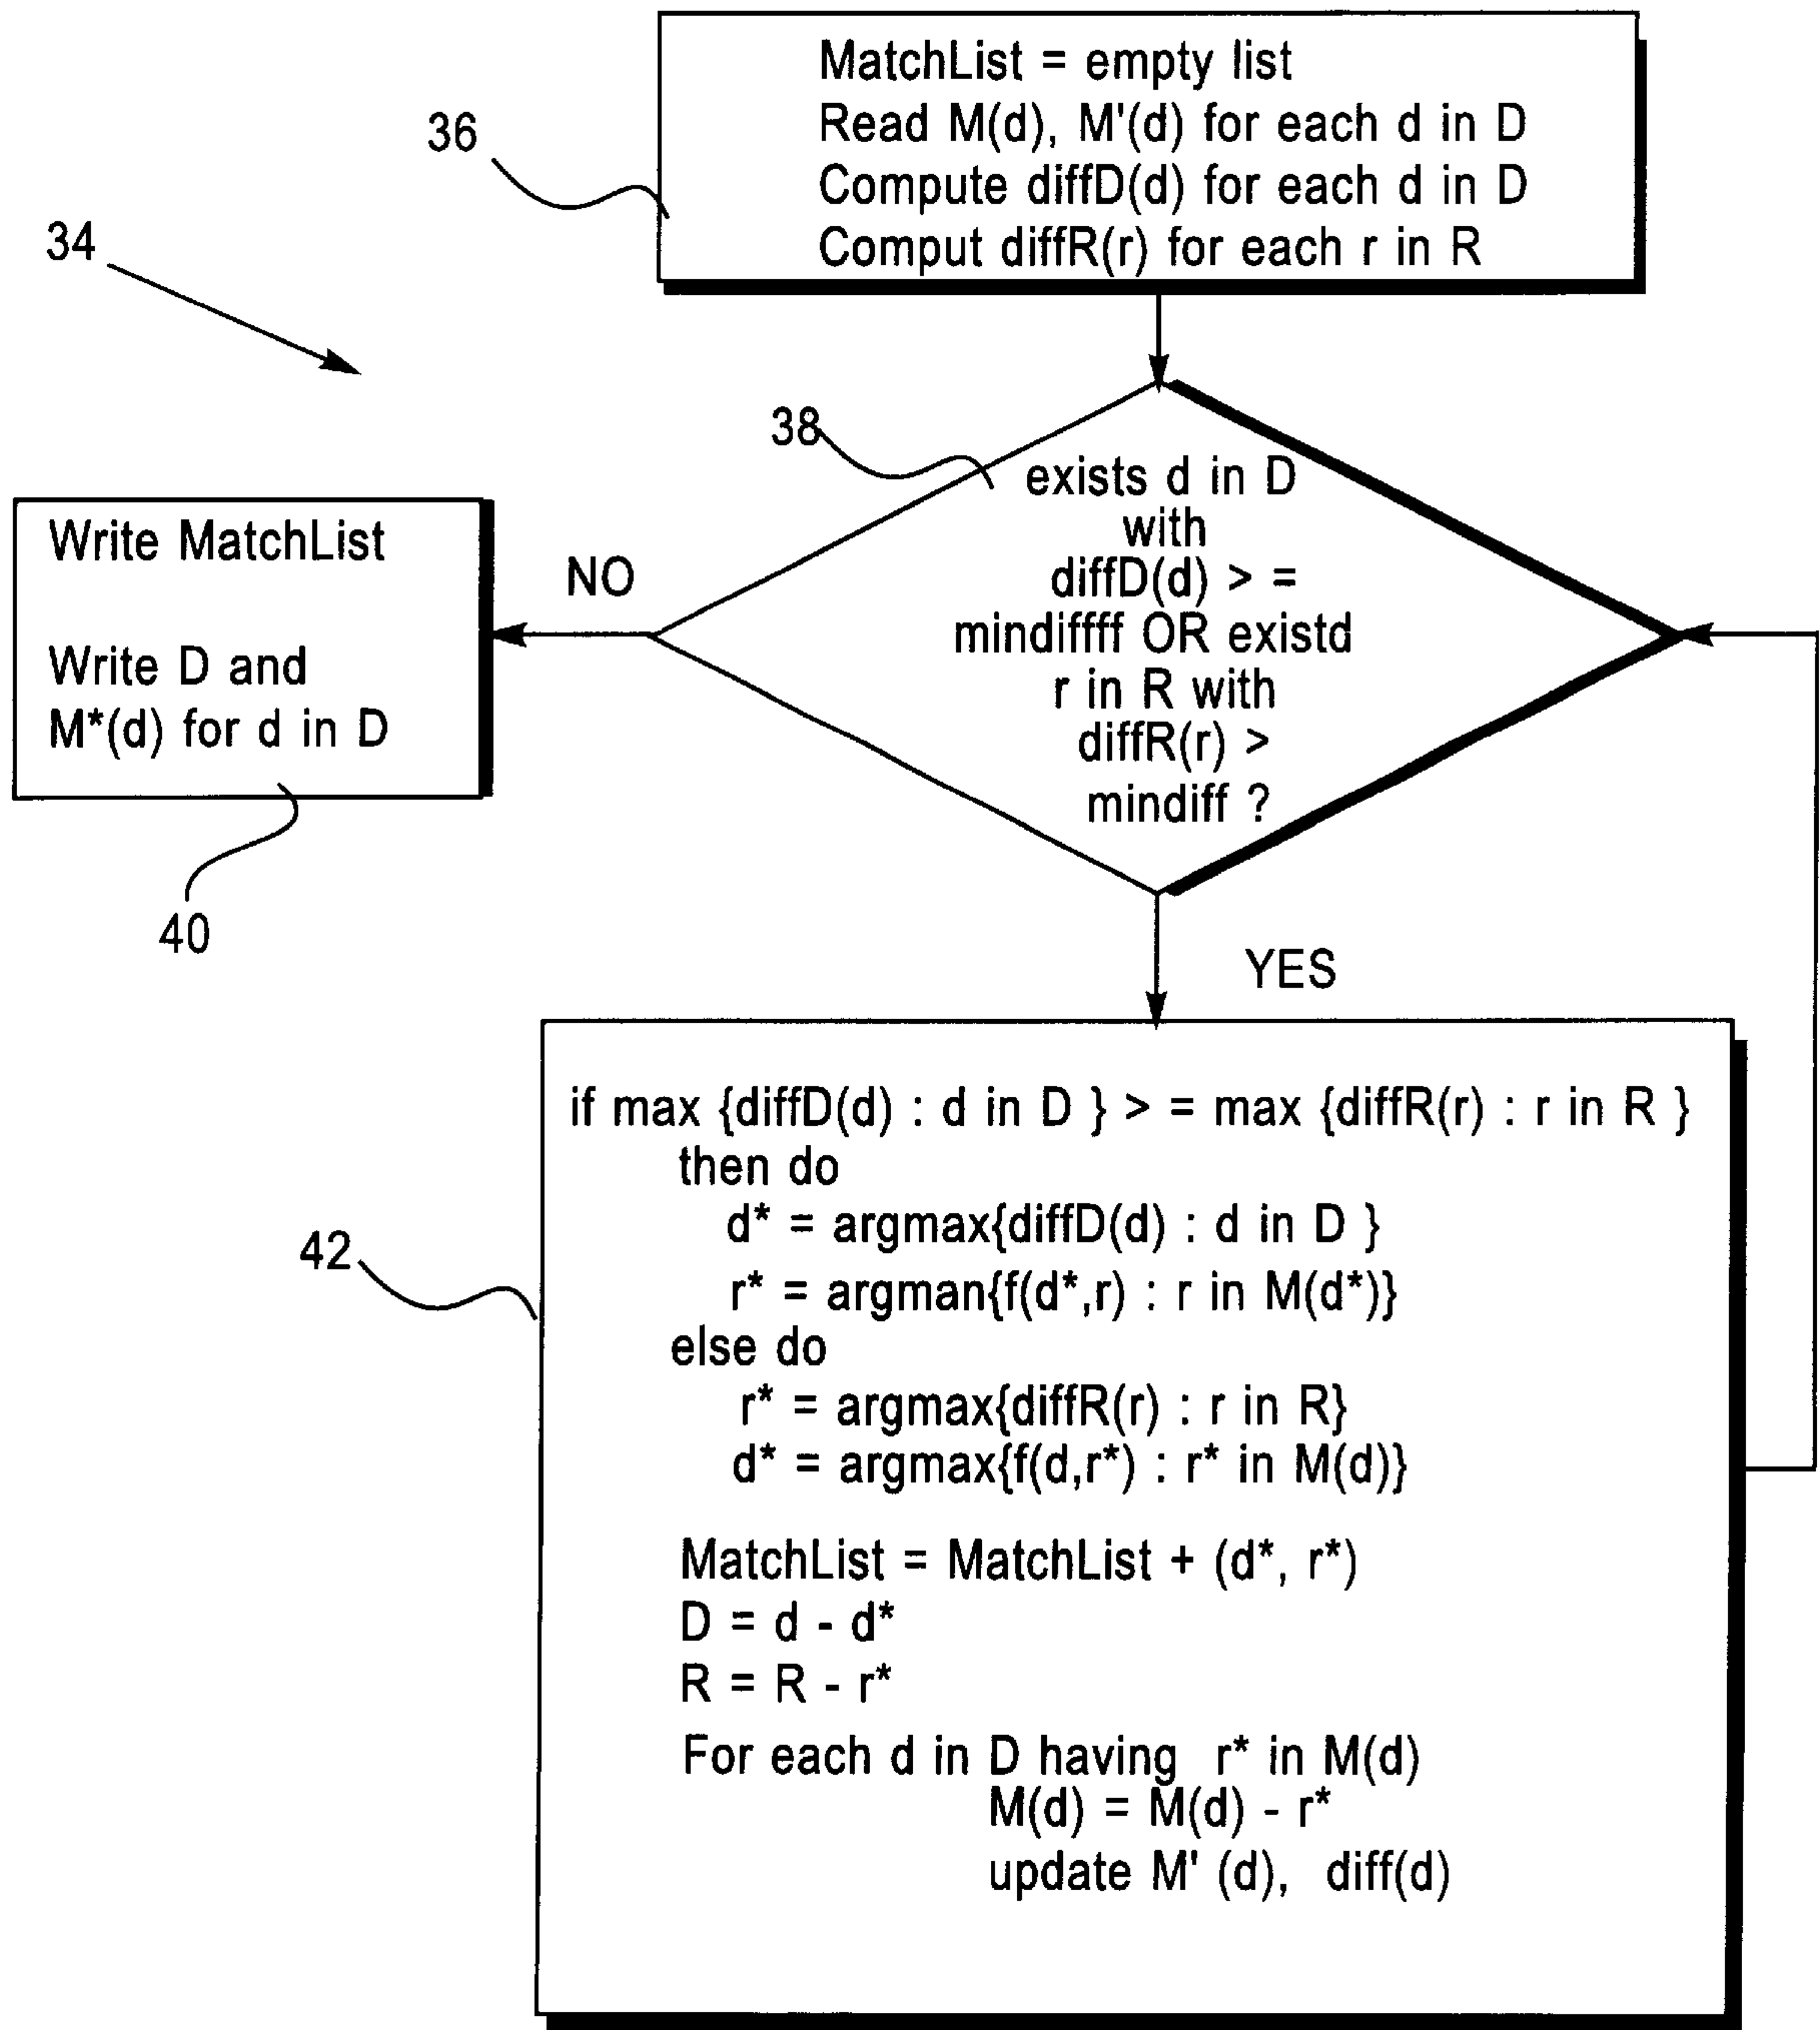 MatchList = empty list
Read M(d), M'(d) for each d in D
Compute diffD(d) for each d in D
Comput diffR(r) for each r in R
36
34
38
exists d in D
with
diffD(d) > =
mindiffff OR existd
r in R with
diffR(r) >
mindiff ?
NO
Write MatchList
Write D and
M*(d) for d in D
40
YES
42
if max {diffD(d) : d in D } > = max {diffR(r) : r in R }
then do
d* = argmax{diffD(d) : d in D }
r* = argman{f(d*,r) : r in M(d*)}
else do
r* = argmax{diffR(r) : r in R}
d* = argmax{f(d,r*) : r* in M(d)}
MatchList = MatchList + (d*, r*)
D = d - d*
R = R - r*
For each d in D having r* in M(d)
M(d) = M(d) - r*
update M' (d), diff(d)